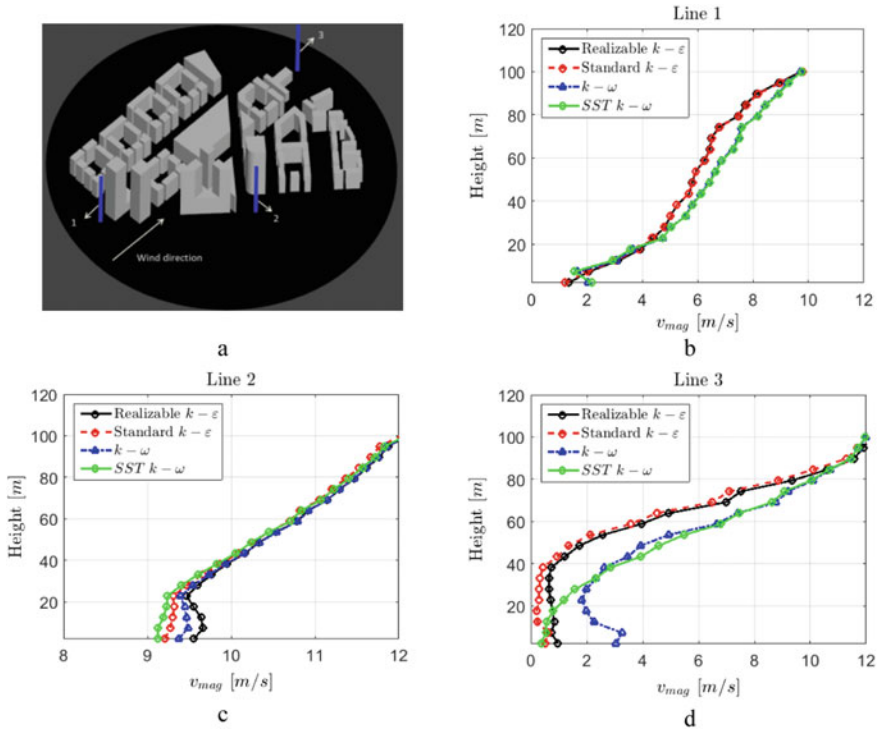 3
1
2
Wind direction
a
Line 1
Realizable k − ε
Standard k − ε
k − ω
SST k − ω
Height [m]
120
100
80
60
40
20
0 2 4 6 8 10 12
v_mag [m/s]
b
Line 2
Realizable k − ε
Standard k − ε
k − ω
SST k − ω
Height [m]
120
100
80
60
40
20
8 9 10 11 12
v_mag [m/s]
c
Line 3
Realizable k − ε
Standard k − ε
k − ω
SST k − ω
Height [m]
120
100
80
60
40
20
0 2 4 6 8 10 12
v_mag [m/s]
d